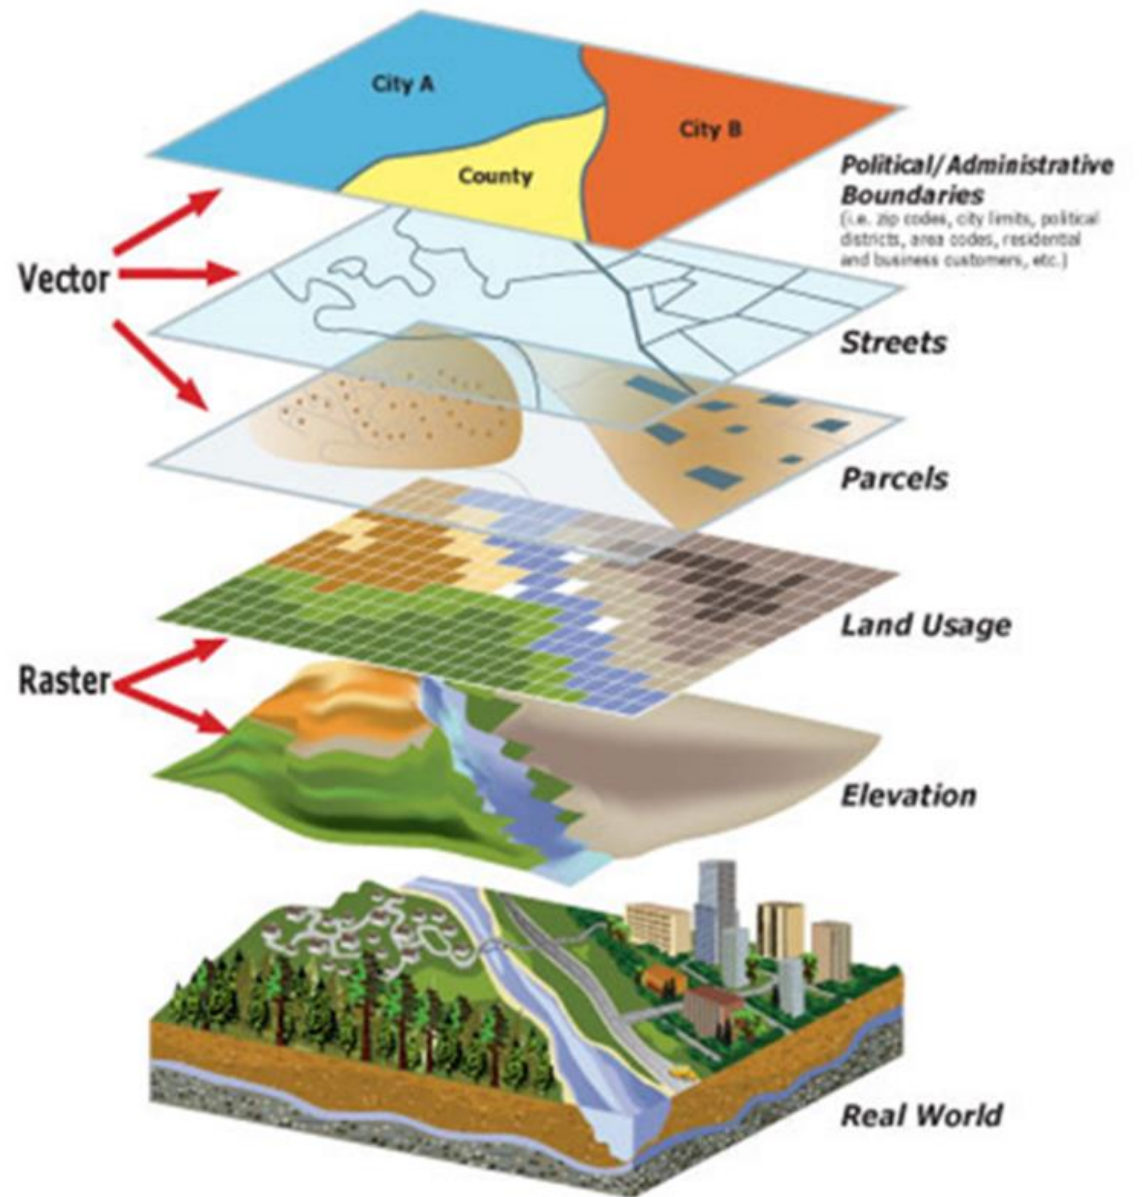 City A
City B
County
Political/Administrative
Boundaries
(i.e. zip codes, city limits, political
districts, area codes, residential
and business customers, etc.)
Vector
Streets
Parcels
Land Usage
Raster
Elevation
Real World